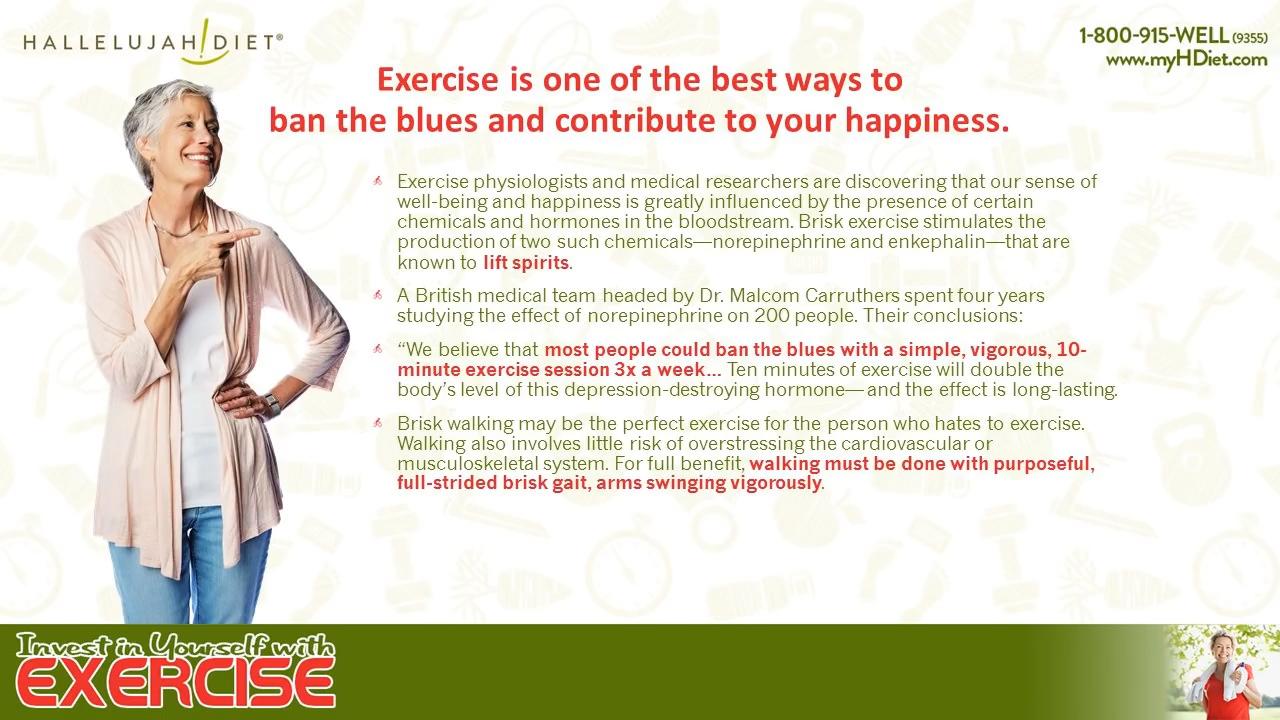 HALLELUJAH! DIET®
1-800-915-WELL (9355)
www.myHDiet.com
Exercise is one of the best ways to
ban the blues and contribute to your happiness.
Exercise physiologists and medical researchers are discovering that our sense of
well-being and happiness is greatly influenced by the presence of certain
chemicals and hormones in the bloodstream. Brisk exercise stimulates the
production of two such chemicals—norepinephrine and enkephalin—that are
known to lift spirits.
A British medical team headed by Dr. Malcom Carruthers spent four years
studying the effect of norepinephrine on 200 people. Their conclusions:
“We believe that most people could ban the blues with a simple, vigorous, 10-
minute exercise session 3x a week... Ten minutes of exercise will double the
body’s level of this depression-destroying hormone—and the effect is long-lasting.
Brisk walking may be the perfect exercise for the person who hates to exercise.
Walking also involves little risk of overstressing the cardiovascular or
musculoskeletal system. For full benefit, walking must be done with purposeful,
full-strided brisk gait, arms swinging vigorously.
Invest in Yourself with
EXERCISE